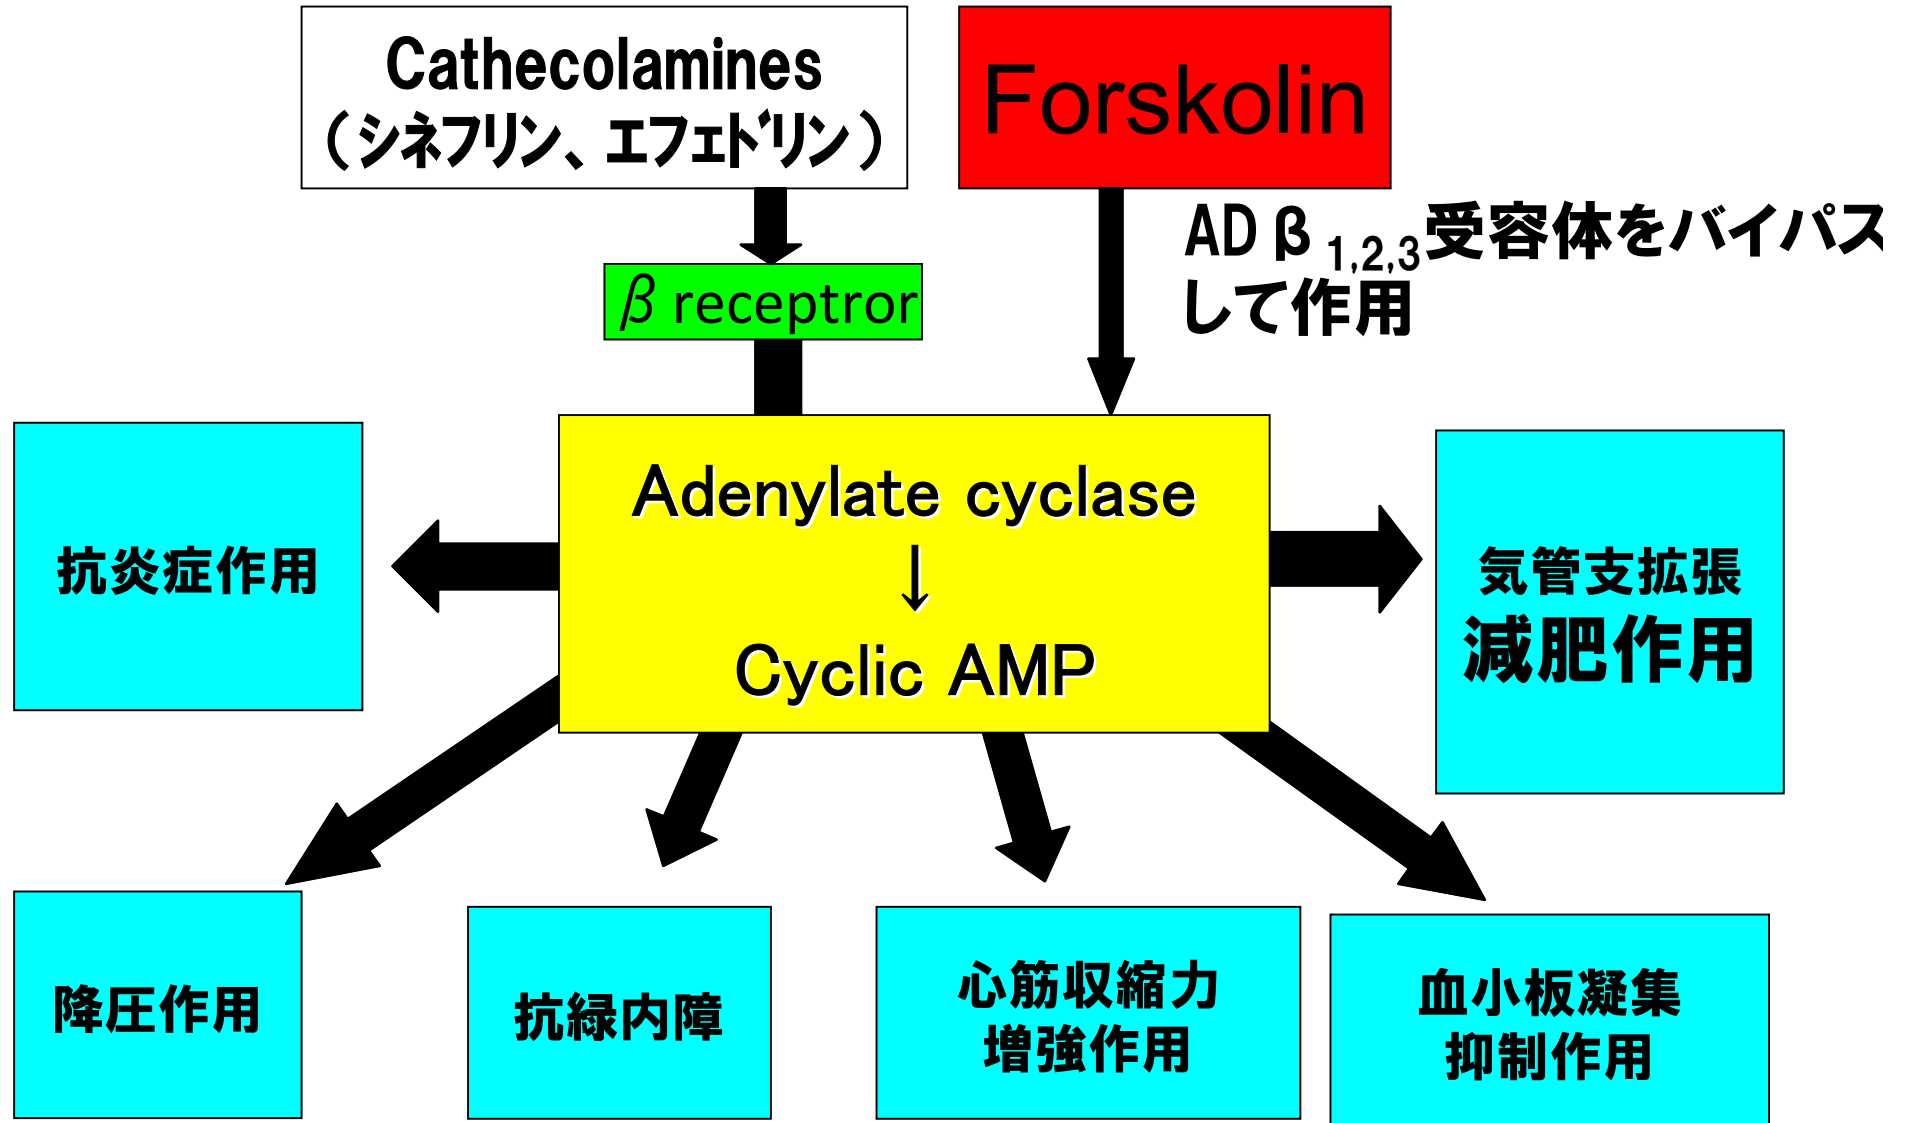 Cathecolamines
（シネフリン、エフェドリン）
Forskolin
AD β 1,2,3受容体をバイパス
して作用
β receptror
Adenylate cyclase
↓
Cyclic AMP
抗炎症作用
気管支拡張
減肥作用
降圧作用
抗緑内障
心筋収縮力
増強作用
血小板凝集
抑制作用